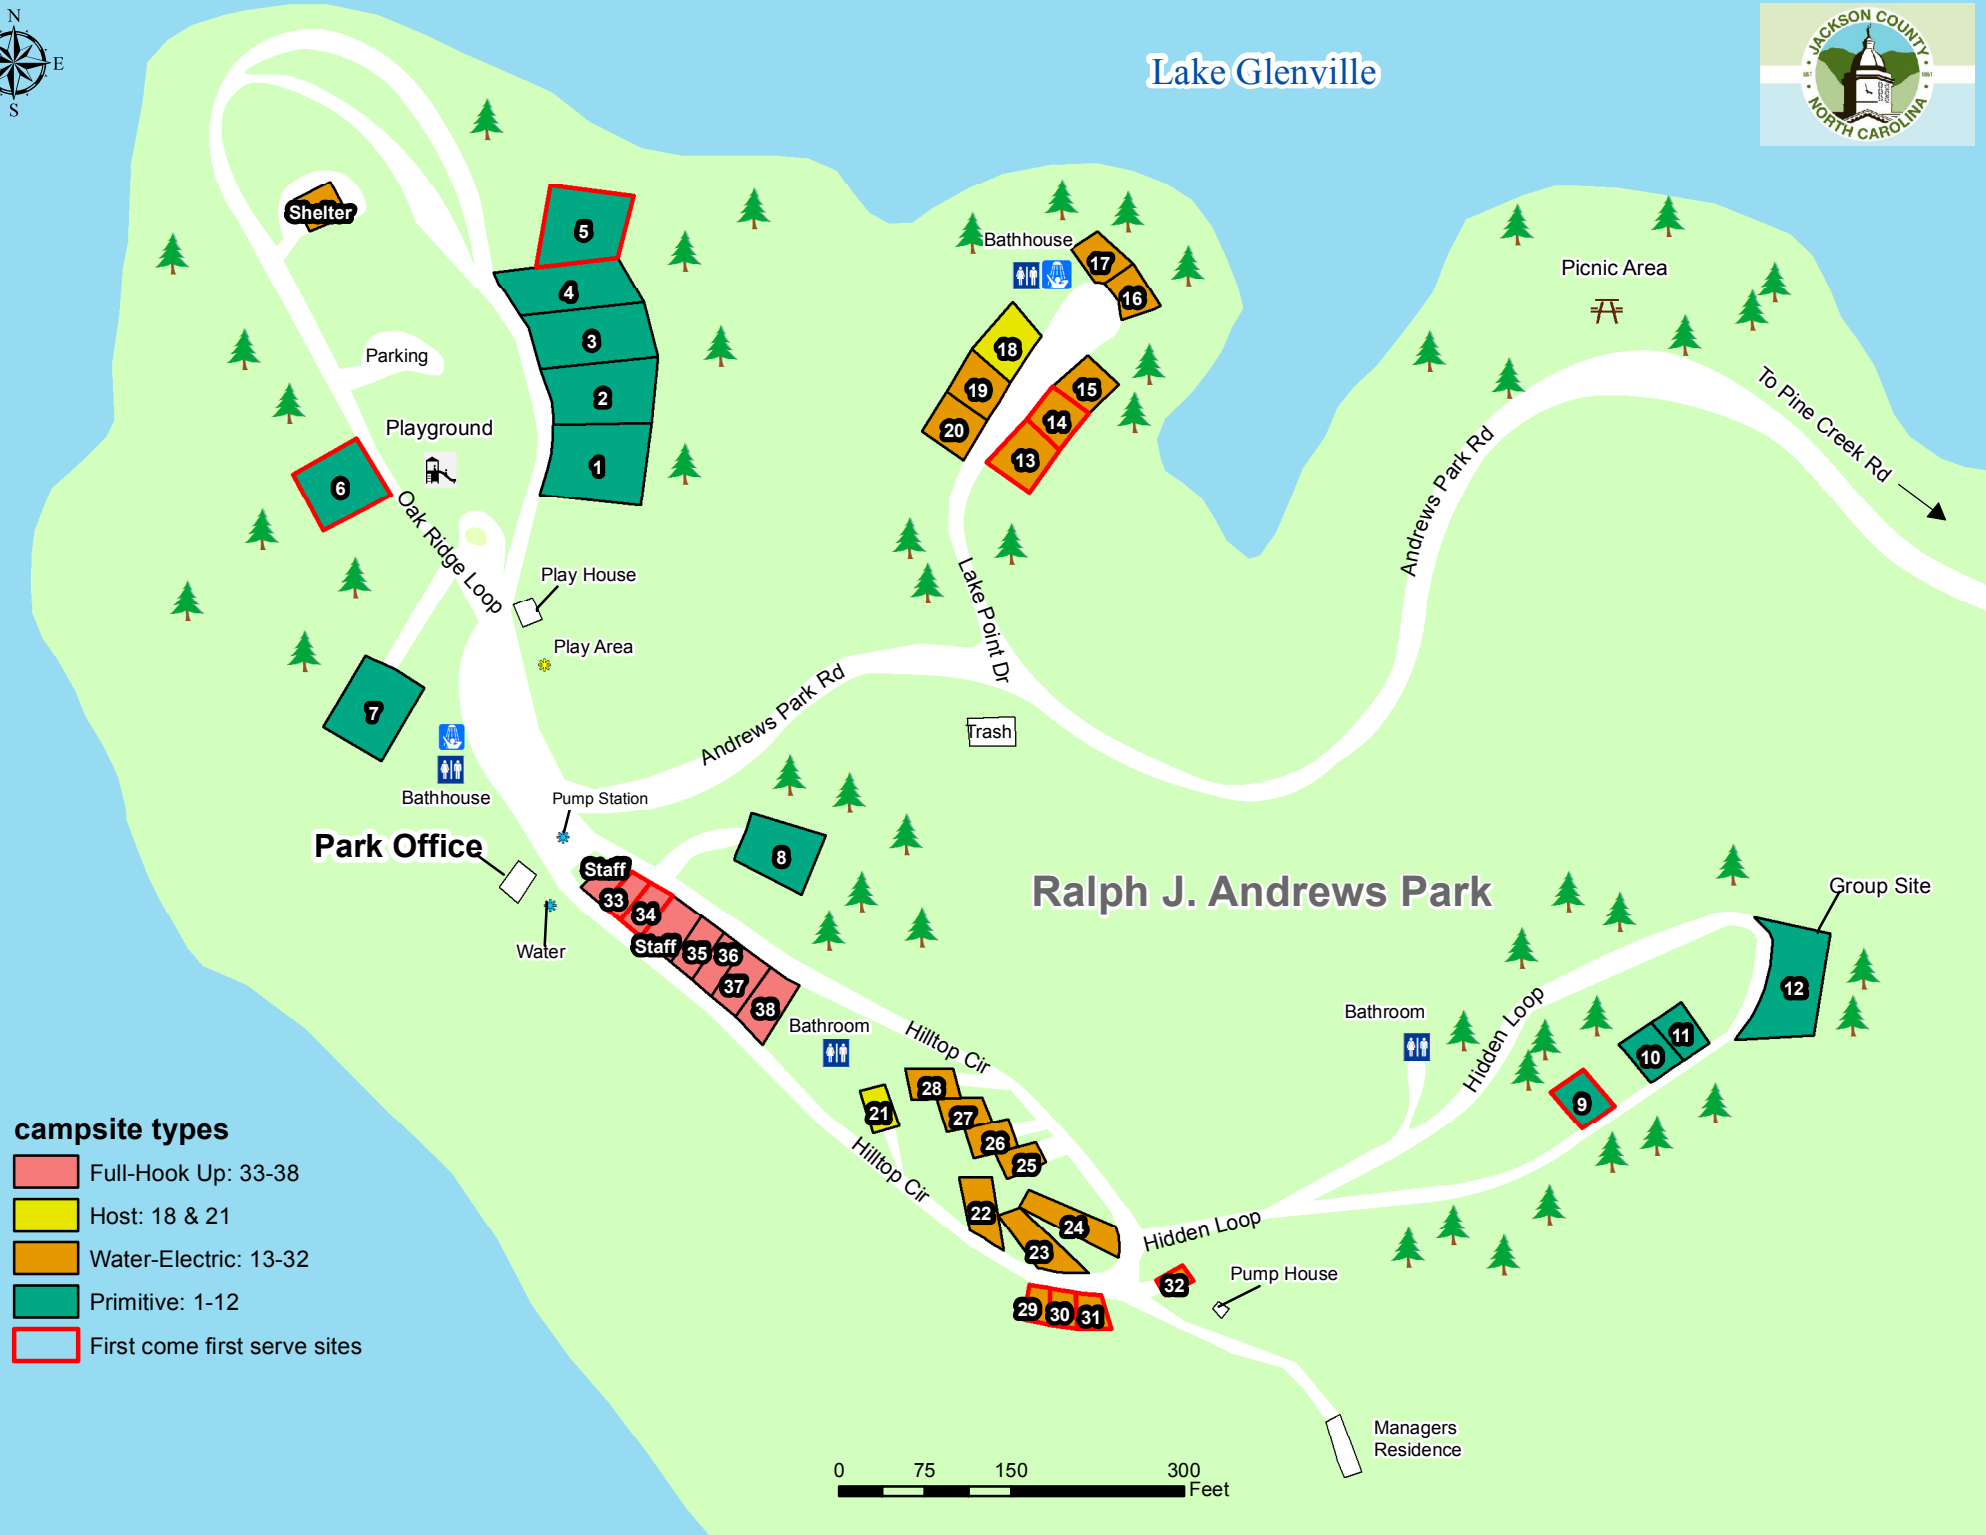 N
E
S
Lake Glenville
JACKSON COUNTY
EST
1851
NORTH CAROLINA
Shelter
5
4
3
2
1
Parking
Playground
6
Oak Ridge Loop
Play House
Play Area
7
Bathhouse
Bathhouse
17
16
18
19
20
15
14
13
Lake Point Dr
Picnic Area
To Pine Creek Rd
Andrews Park Rd
Andrews Park Rd
Trash
Pump Station
Park Office
Water
8
Ralph J. Andrews Park
Staff
33
34
Staff
35
36
37
38
Bathroom
Hilltop Cir
28
27
26
25
21
Hilltop Cir
22
23
24
29
30
31
32
Hidden Loop
Pump House
Managers
Residence
Bathroom
Hidden Loop
Group Site
12
11
10
9
campsite types
Full-Hook Up: 33-38
Host: 18 & 21
Water-Electric: 13-32
Primitive: 1-12
First come first serve sites
0 75 150 300
Feet